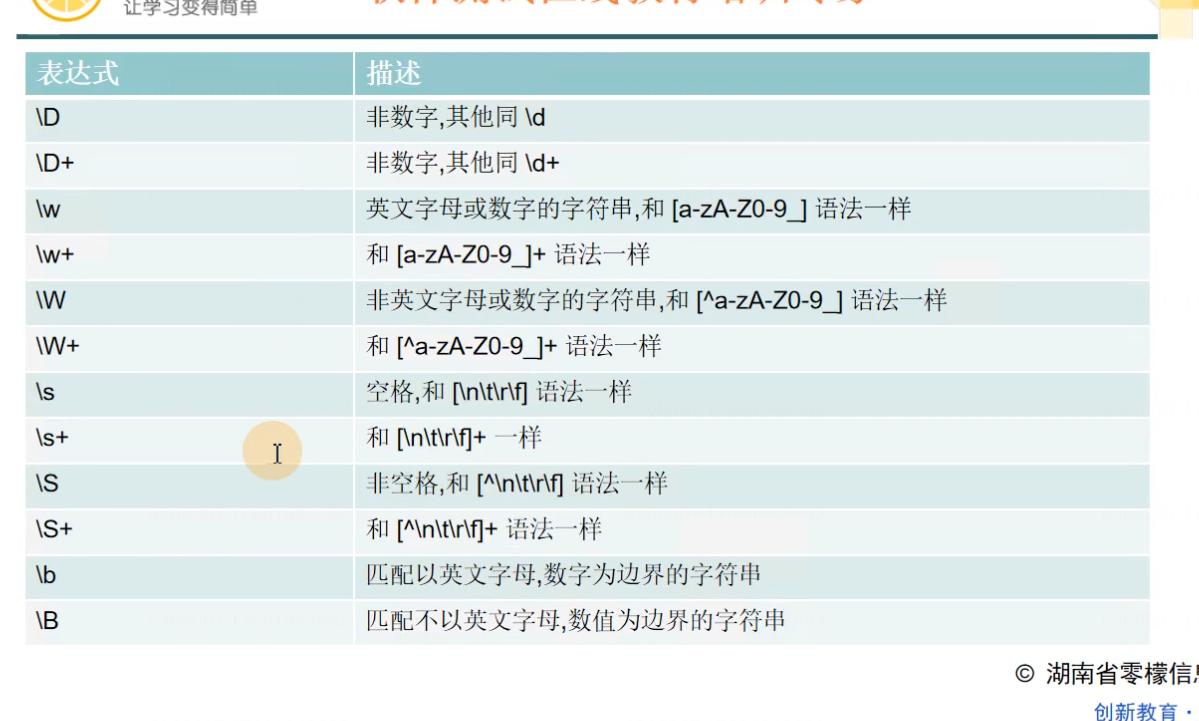 让学习变得简单
表达式 描述
\D 非数字,其他同 \d
\D+ 非数字,其他同 \d+
\w 英文字母或数字的字符串,和 [a-zA-Z0-9_] 语法一样
\w+ 和 [a-zA-Z0-9_]+ 语法一样
\W 非英文字母或数字的字符串,和 [^a-zA-Z0-9_] 语法一样
\W+ 和 [^a-zA-Z0-9_]+ 语法一样
\s 空格,和 [\n\t\r\f] 语法一样
\s+ 和 [\n\t\r\f]+ 一样
\S 非空格,和 [^\n\t\r\f] 语法一样
\S+ 和 [^\n\t\r\f]+ 语法一样
\b 匹配以英文字母,数字为边界的字符串
\B 匹配不以英文字母,数值为边界的字符串
© 湖南省零檬信息
创新教育·